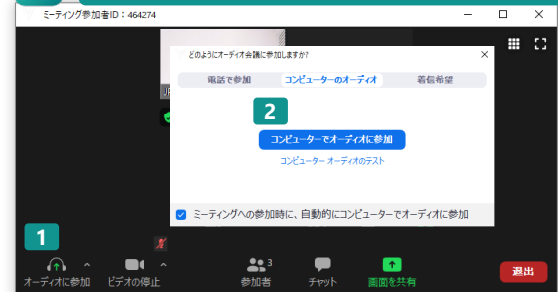 ミーティング参加者ID：464274
どのようにオーディオ会議に参加しますか?
電話で参加 コンピューターのオーディオ 着信希望
2
コンピューターでオーディオに参加
コンピューター オーディオのテスト
ミーティングへの参加時に、自動的にコンピューターでオーディオに参加
1
オーディオに参加 ビデオの停止 参加者 3 チャット 画面を共有 退出